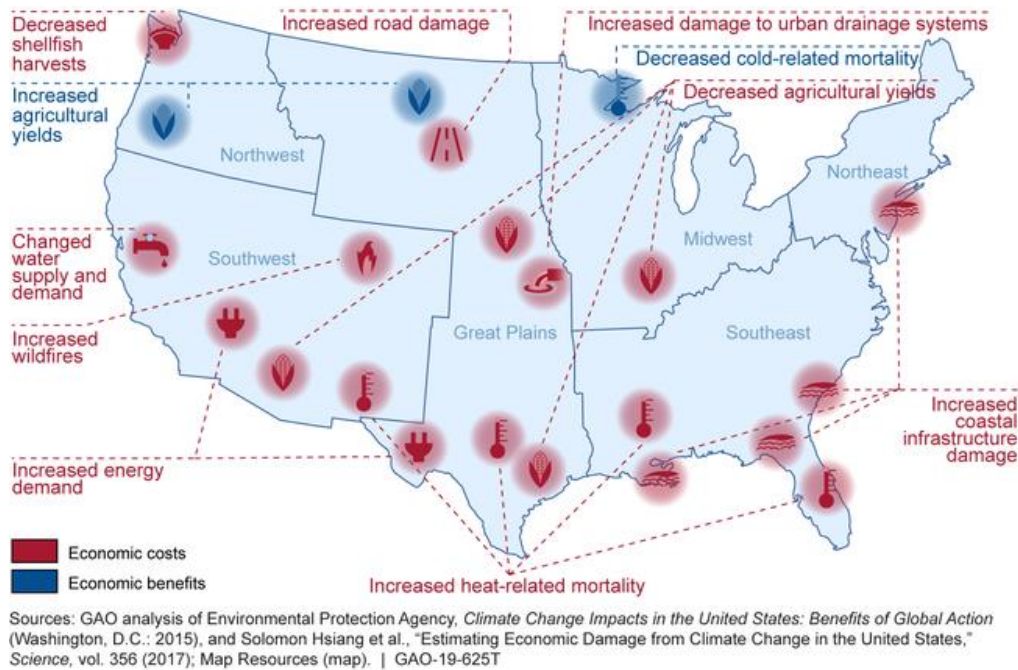 Decreased
shellfish
harvests
Increased road damage
Increased damage to urban drainage systems
Decreased cold-related mortality
Decreased agricultural yields
Increased
agricultural
yields
Northwest
Northeast
Changed
water
supply and
demand
Southwest
Midwest
Increased
wildfires
Great Plains
Southeast
Increased
coastal
infrastructure
damage
Increased energy
demand
Increased heat-related mortality
Economic costs
Economic benefits
Sources: GAO analysis of Environmental Protection Agency, Climate Change Impacts in the United States: Benefits of Global Action
(Washington, D.C.: 2015), and Solomon Hsiang et al., “Estimating Economic Damage from Climate Change in the United States,”
Science, vol. 356 (2017); Map Resources (map). | GAO-19-625T